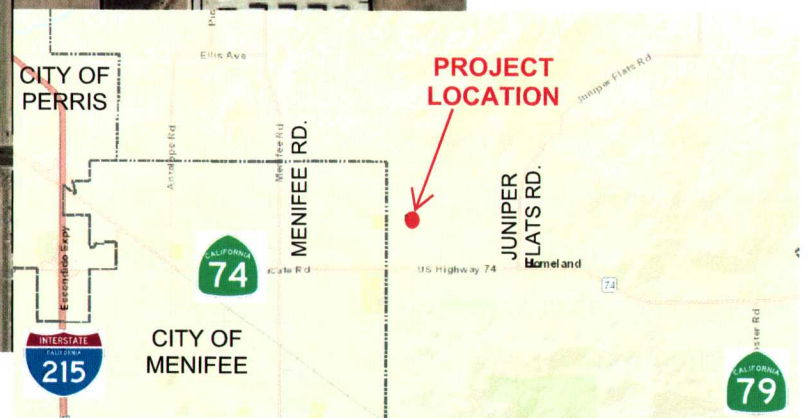 Ellis Ave
CITY OF
PERRIS
PROJECT
LOCATION
Juniper Flats Rd
Antelope Rd
Menifee Rd
MENIFEE RD.
JUNIPER
FLATS RD.
Escondido Expy
CALIFORNIA
74
US Highway 74
Homeland
74
CITY OF
MENIFEE
INTERSTATE
CALIFORNIA
215
CALIFORNIA
79